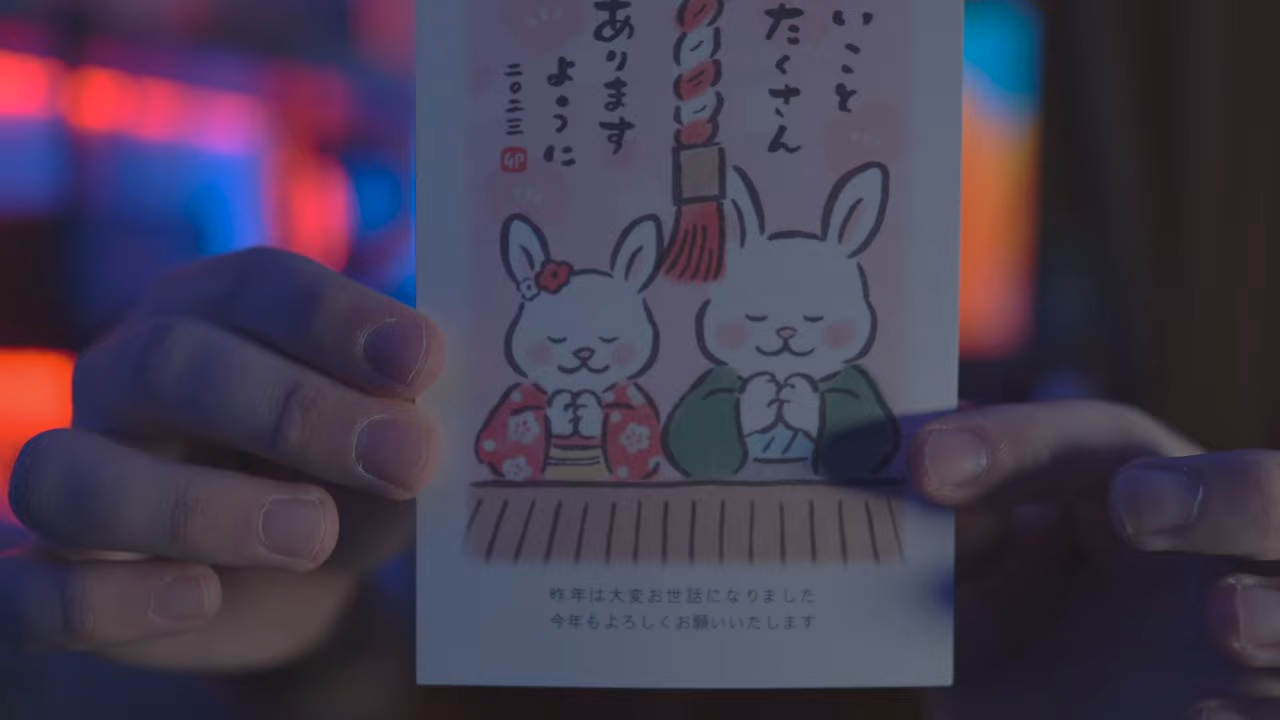 いこと
たくさん
あります
ように
二〇二三
GP
昨年は大変お世話になりました
今年もよろしくお願いいたします